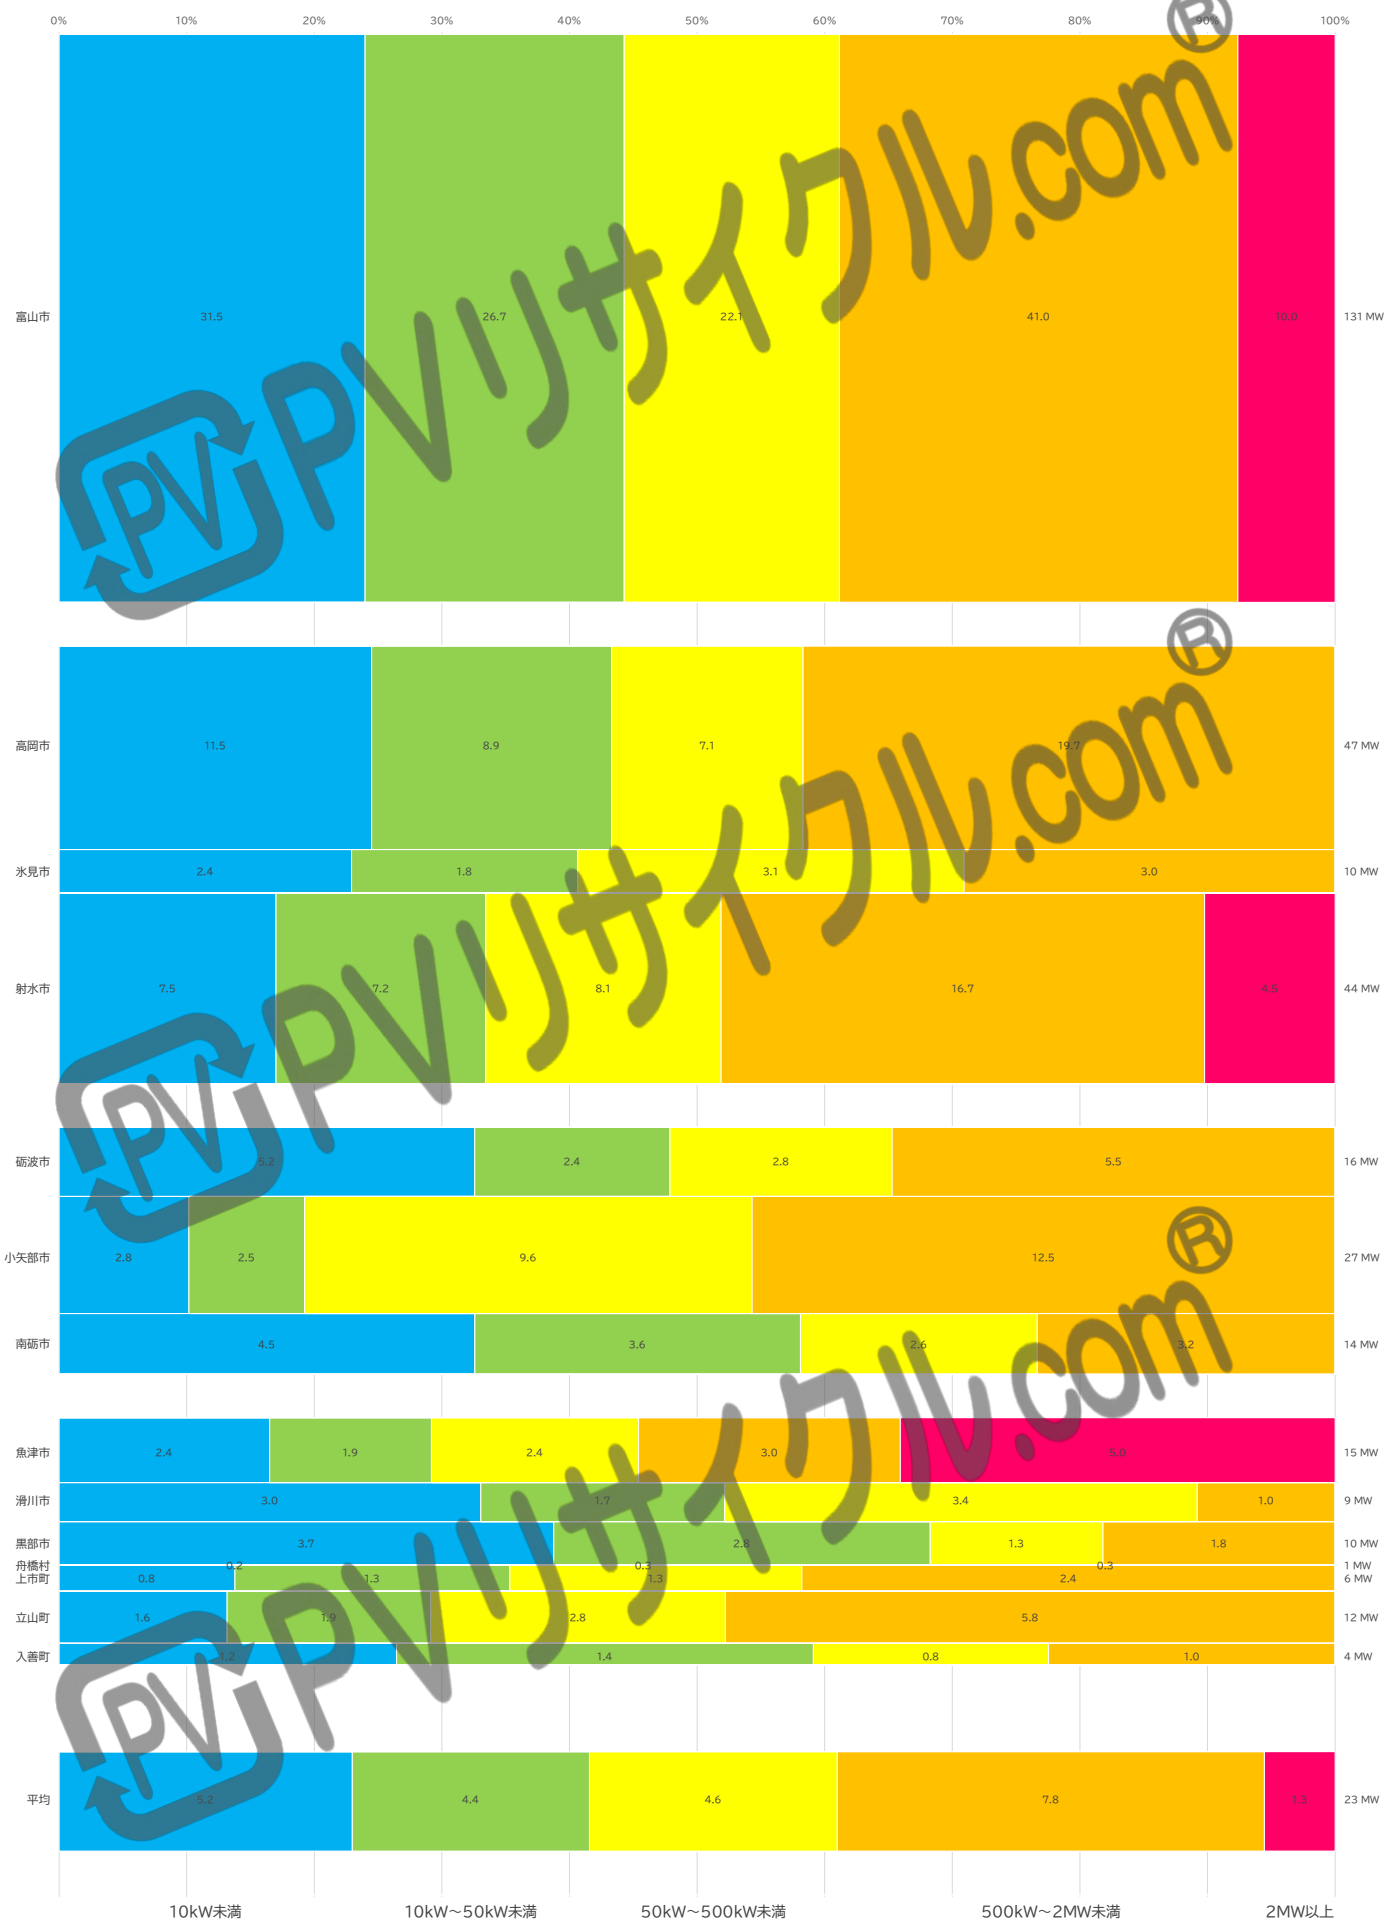 0% 10% 20% 30% 40% 50% 60% 70% 80% 90% 100%
富山市 31.5 26.7 22.1 41.0 10.0 131 MW
高岡市 11.5 8.9 7.1 19.7 47 MW
氷見市 2.4 1.8 3.1 3.0 10 MW
射水市 7.5 7.2 8.1 16.7 4.5 44 MW
砺波市 5.2 2.4 2.8 5.5 16 MW
小矢部市 2.8 2.5 9.6 12.5 27 MW
南砺市 4.5 3.6 2.6 3.2 14 MW
魚津市 2.4 1.9 2.4 3.0 5.0 15 MW
滑川市 3.0 1.7 3.4 1.0 9 MW
黒部市 3.7 2.8 1.3 1.8 10 MW
舟橋村 0.2 0.3 0.3 1 MW
上市町 0.8 1.3 1.3 2.4 6 MW
立山町 1.6 1.9 2.8 5.8 12 MW
入善町 1.2 1.4 0.8 1.0 4 MW
平均 5.2 4.4 4.6 7.8 1.3 23 MW
10kW未満 10kW～50kW未満 50kW～500kW未満 500kW～2MW未満 2MW以上
PV PVリサイクル.com®
PV PVリサイクル.com®
PV PVリサイクル.com®